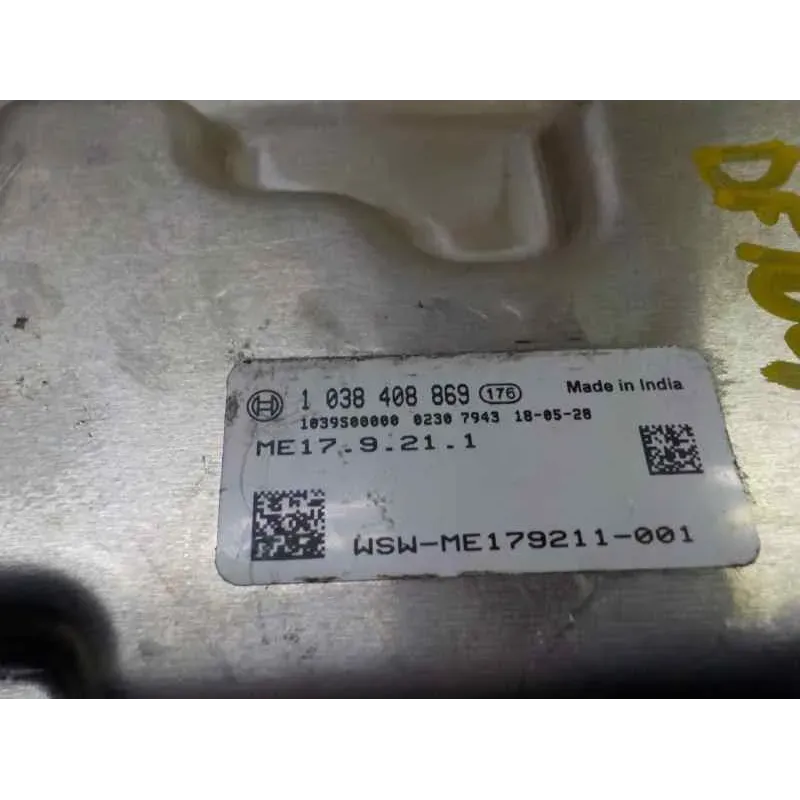 1 038 408 869 176 Made in India
1039S00000 0230 7943 18-05-28
ME17.9.21.1
WSW-ME179211-001